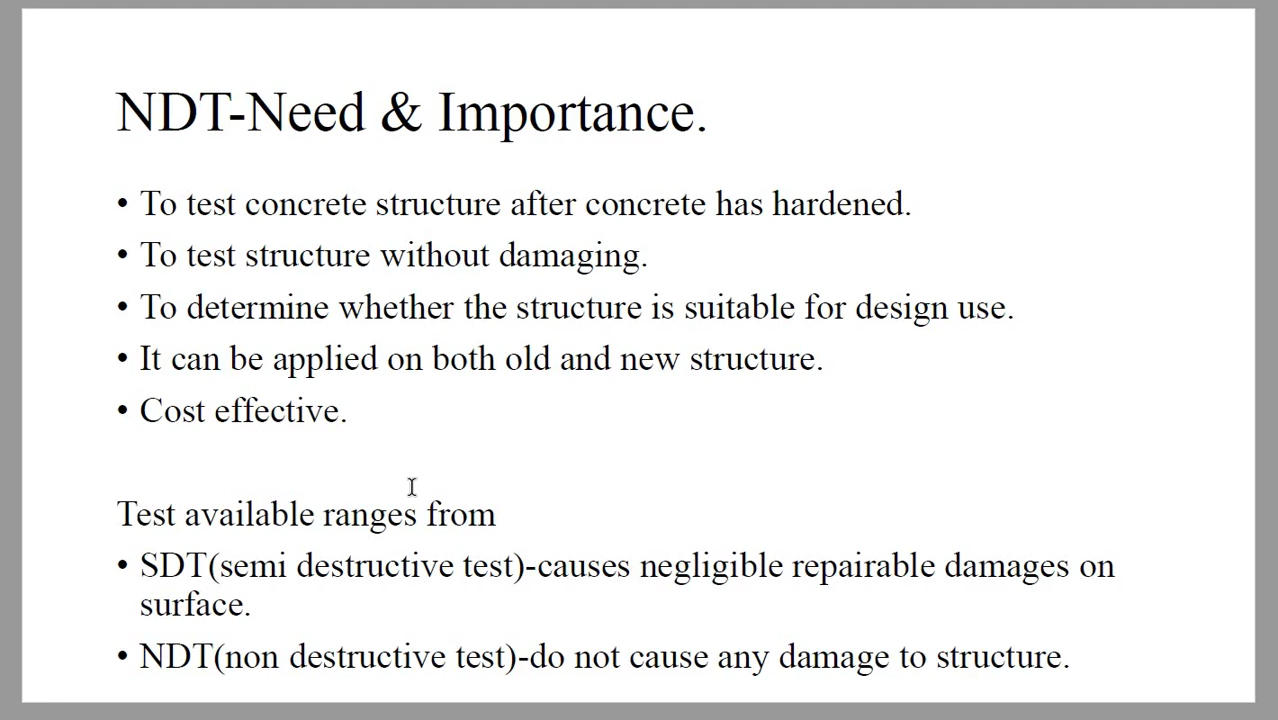 NDT-Need & Importance.
• To test concrete structure after concrete has hardened.
• To test structure without damaging.
• To determine whether the structure is suitable for design use.
• It can be applied on both old and new structure.
• Cost effective.
Test available ranges from
• SDT(semi destructive test)-causes negligible repairable damages on
surface.
• NDT(non destructive test)-do not cause any damage to structure.